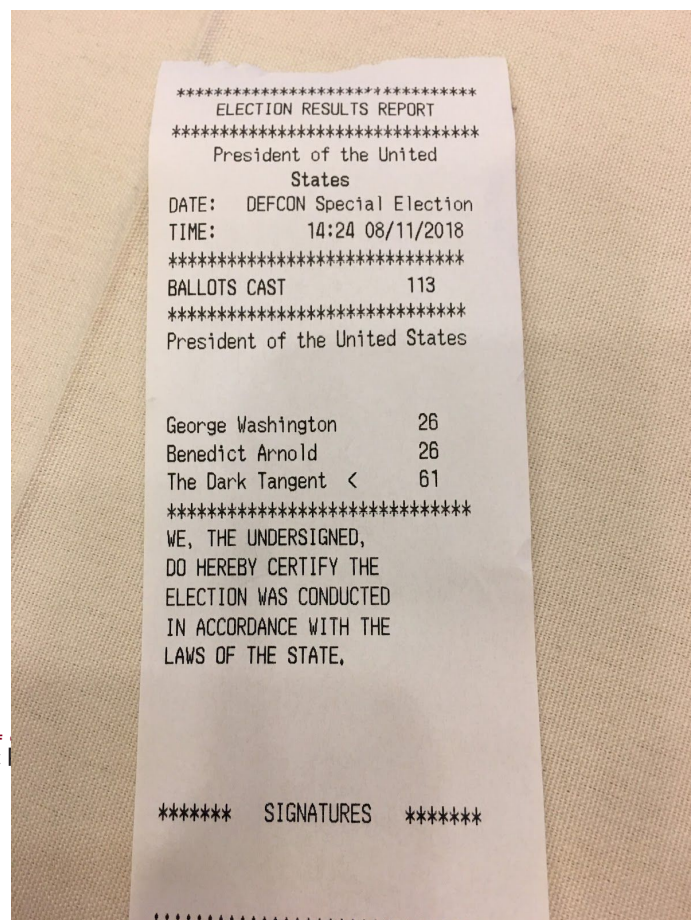 *******************************
ELECTION RESULTS REPORT
********************************
President of the United
States
DATE: DEFCON Special Election
TIME: 14:24 08/11/2018
******************************
BALLOTS CAST 113
******************************
President of the United States
George Washington 26
Benedict Arnold 26
The Dark Tangent < 61
*******************************
WE, THE UNDERSIGNED,
DO HEREBY CERTIFY THE
ELECTION WAS CONDUCTED
IN ACCORDANCE WITH THE
LAWS OF THE STATE.
******* SIGNATURES *******